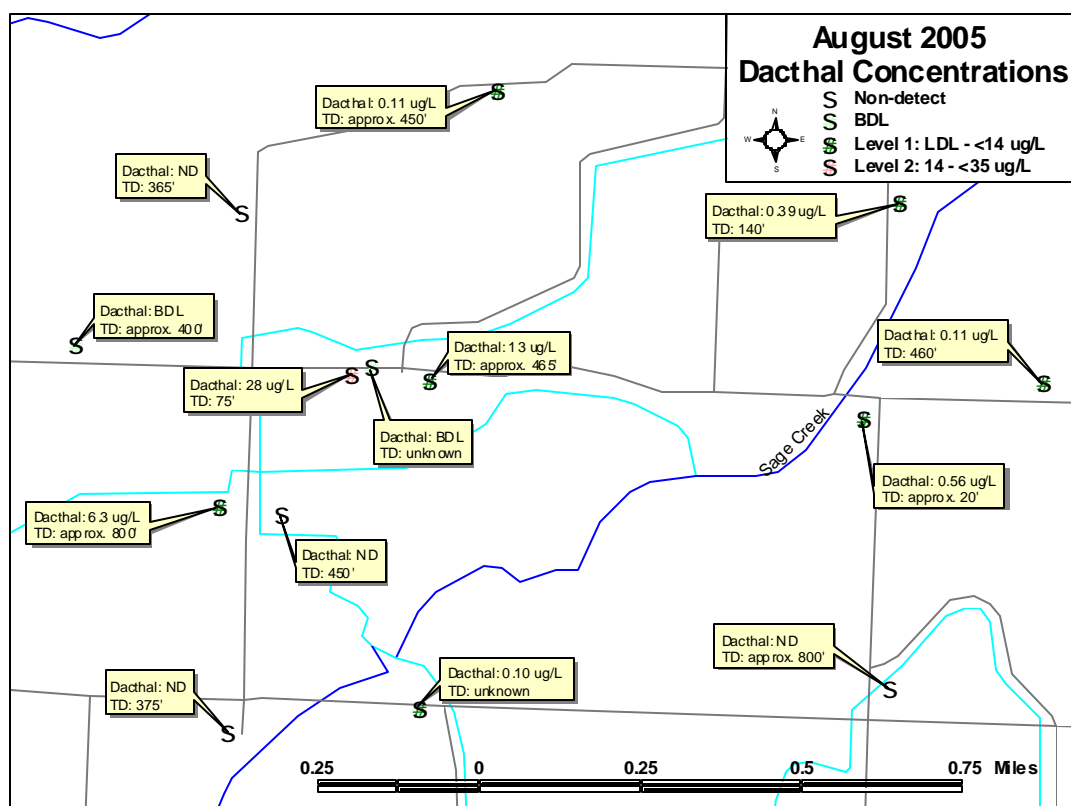 August 2005
Dacthal Concentrations
N
W E
S
S Non-detect
S BDL
S Level 1: LDL - <14 ug/L
S Level 2: 14 - <35 ug/L
Dacthal: 0.11 ug/L
TD: approx. 450'
S
Dacthal: ND
TD: 365'
S
Dacthal: 0.39 ug/L
TD: 140'
S
Dacthal: BDL
TD: approx. 400'
S
Dacthal: 13 ug/L
TD: approx. 465'
S
Dacthal: 0.11 ug/L
TD: 460'
S
Dacthal: 28 ug/L
TD: 75'
S
Dacthal: BDL
TD: unknown
S
Sage Creek
Dacthal: 0.56 ug/L
TD: approx. 20'
S
Dacthal: 6.3 ug/L
TD: approx. 800'
S
Dacthal: ND
TD: 450'
S
Dacthal: ND
TD: approx. 800'
S
Dacthal: 0.10 ug/L
TD: unknown
S
Dacthal: ND
TD: 375'
S
0.25 0 0.25 0.5 0.75 Miles